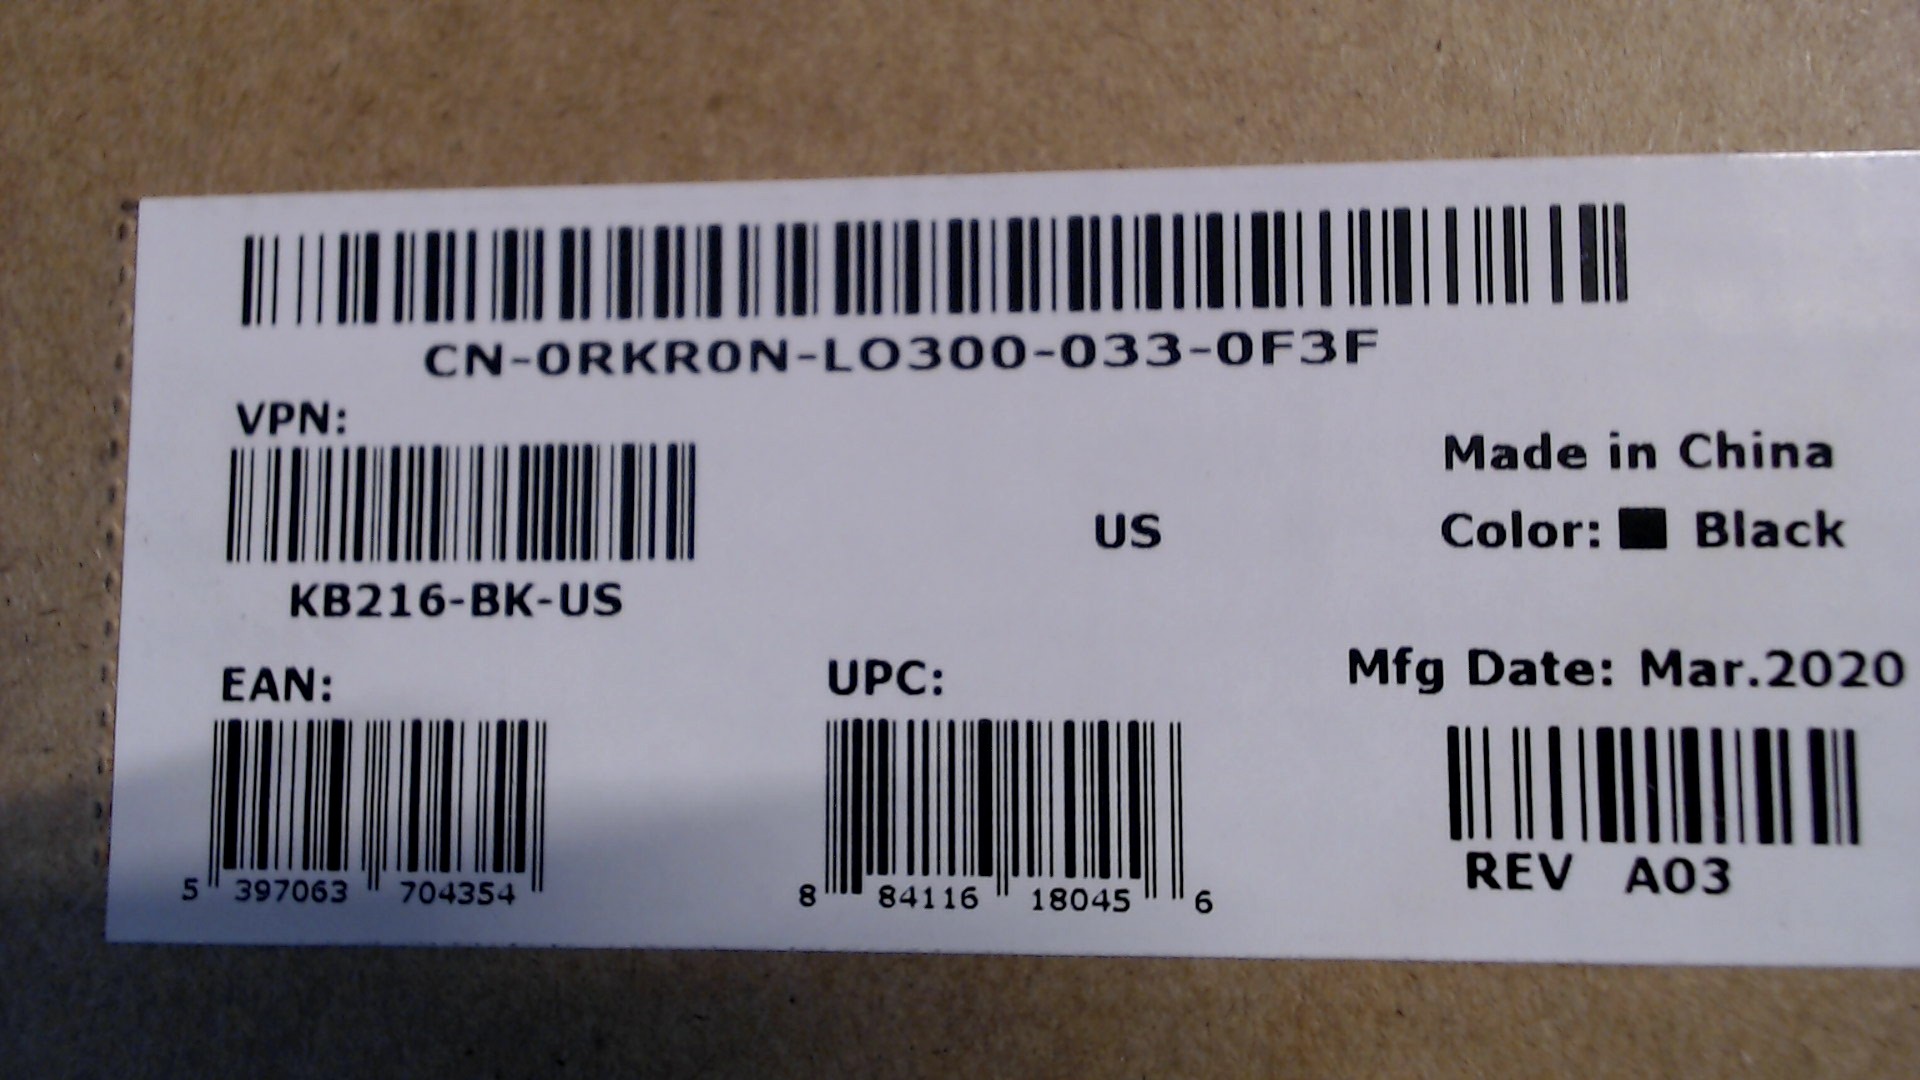 CN-0RKR0N-LO300-033-0F3F
VPN:
KB216-BK-US
US
Made in China
Color: Black
EAN:
5 397063 704354
UPC:
8 84116 18045 6
Mfg Date: Mar.2020
REV A03